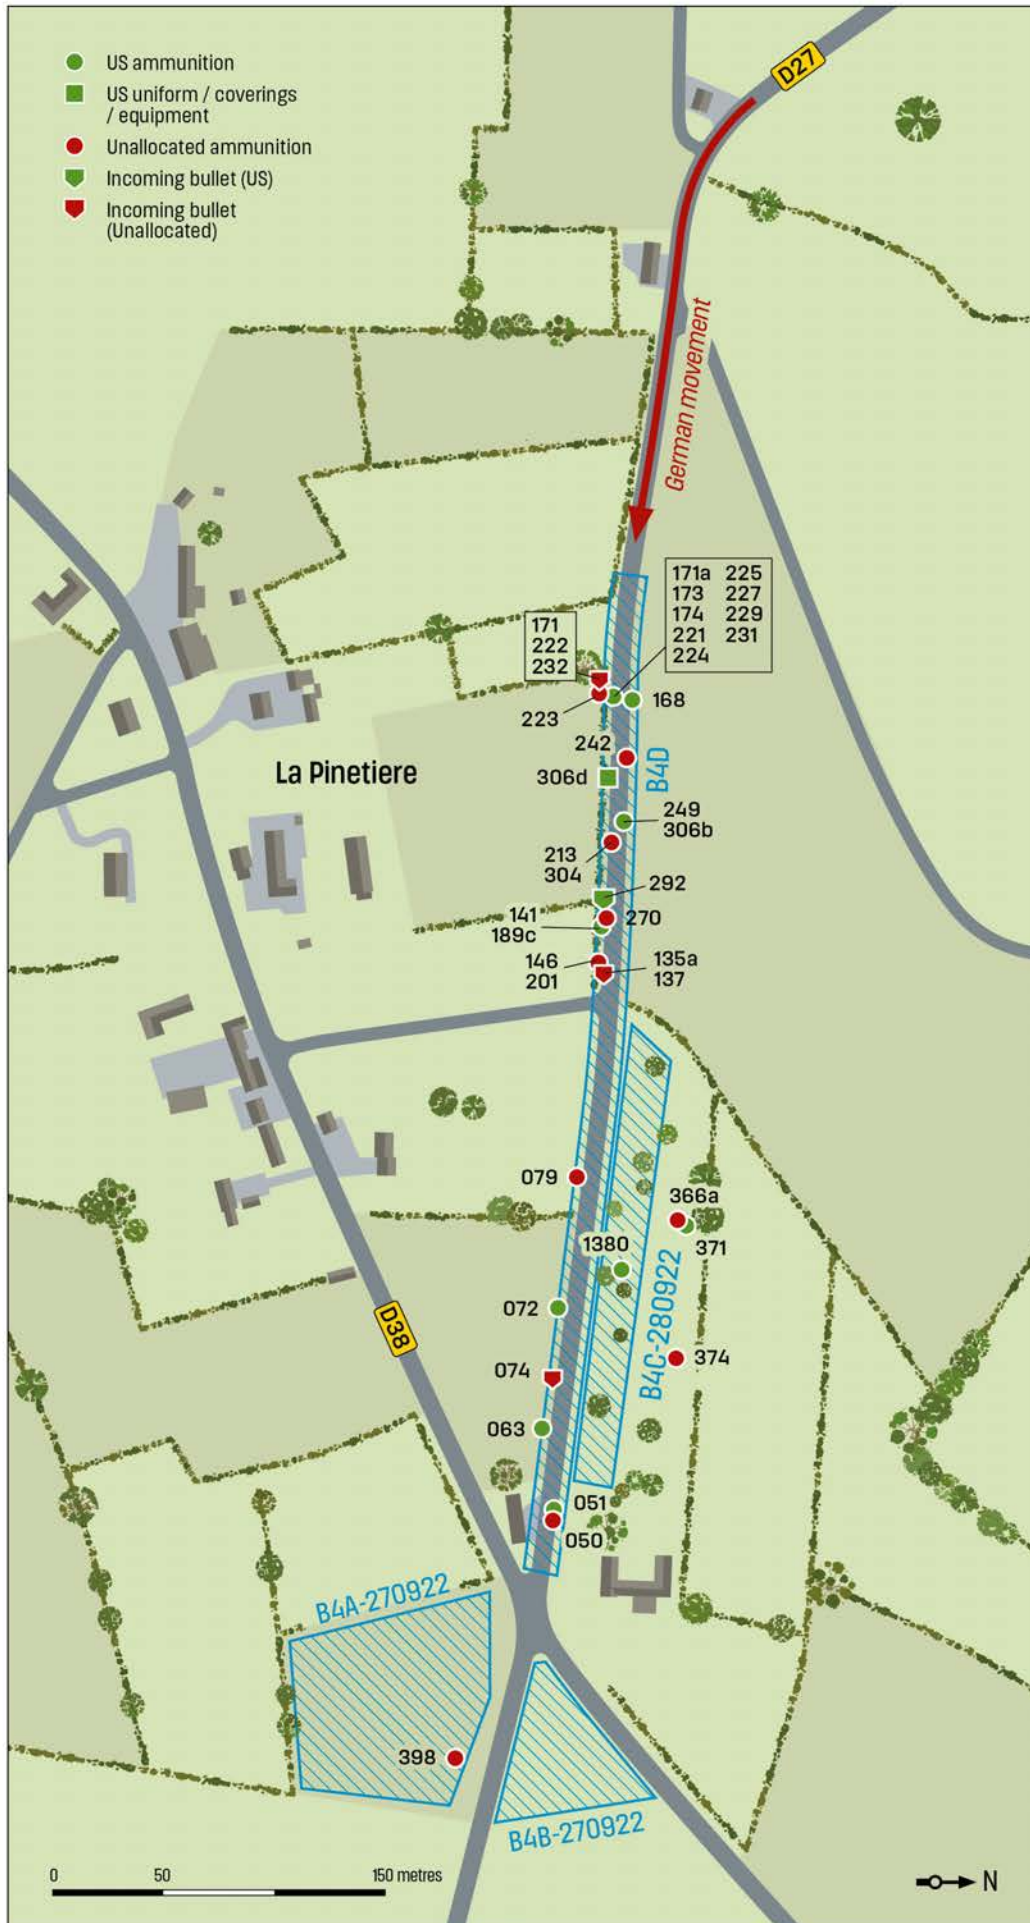 US ammunition
US uniform / coverings
/ equipment
Unallocated ammunition
Incoming bullet (US)
Incoming bullet
(Unallocated)
D27
German movement
171a 225
173 227
174 229
221 231
224
171
222
232
223
168
242
B4D
306d
La Pinetiere
249
306b
213
304
292
141
189c
270
146
201
135a
137
079
366a
371
1380
072
B4C-280922
D38
374
074
063
051
050
B4A-270922
398
B4B-270922
0 50 150 metres
N